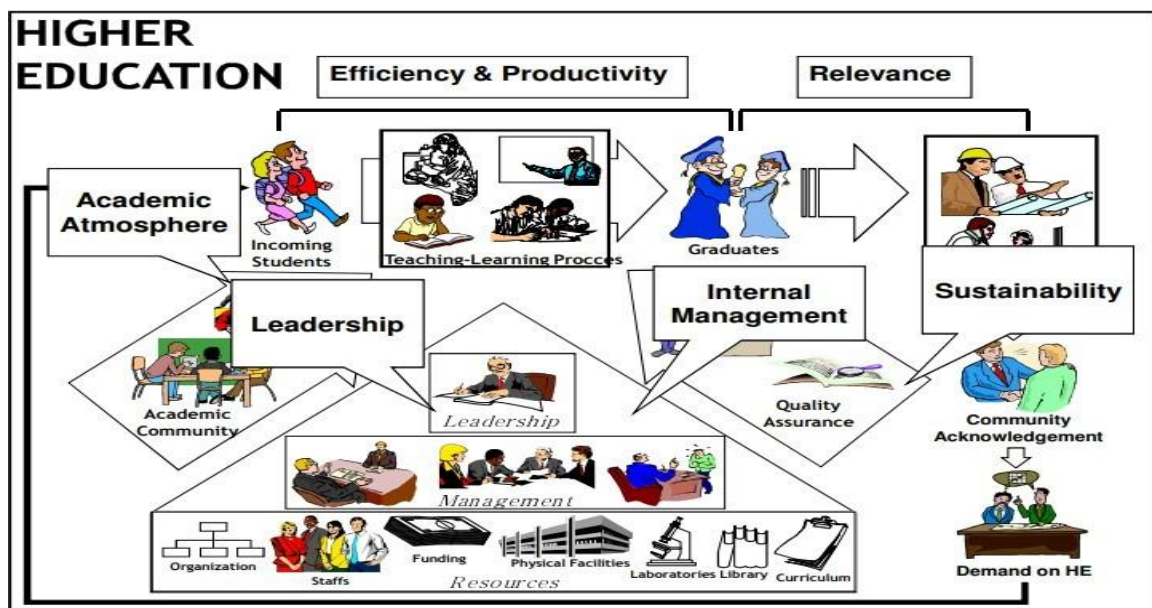 HIGHER
EDUCATION
Efficiency & Productivity
Relevance
Academic
Atmosphere
Incoming
Students
Teaching-Learning Procces
Graduates
Leadership
Internal
Management
Sustainability
Academic
Community
Leadership
Quality
Assurance
Community
Acknowledgement
Management
Organization
Staffs
Funding
Physical Facilities
Laboratories
Library
Curriculum
Resources
Demand on HE